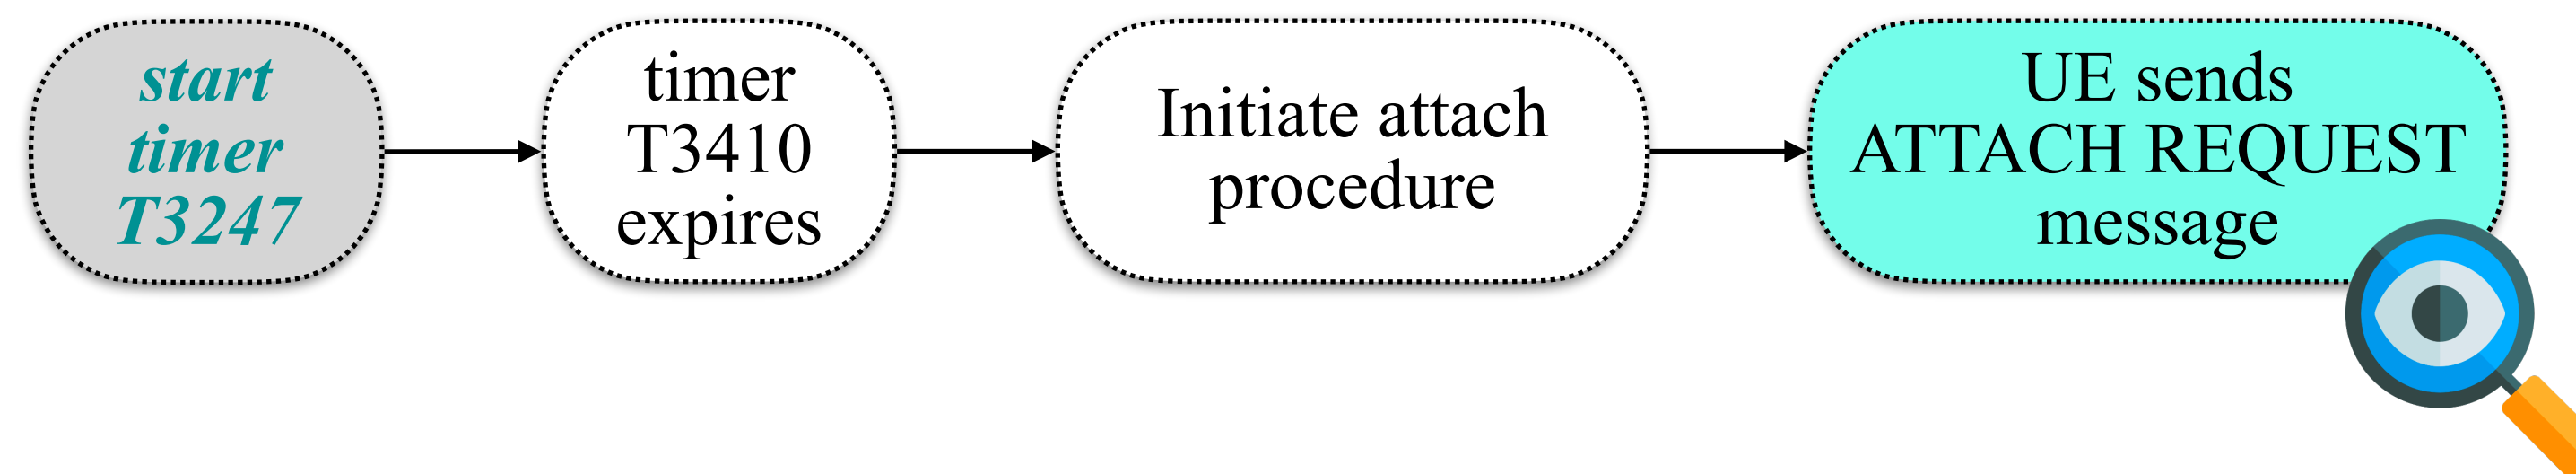 start
timer
T3247
timer
T3410
expires
Initiate attach
procedure
UE sends
ATTACH REQUEST
message